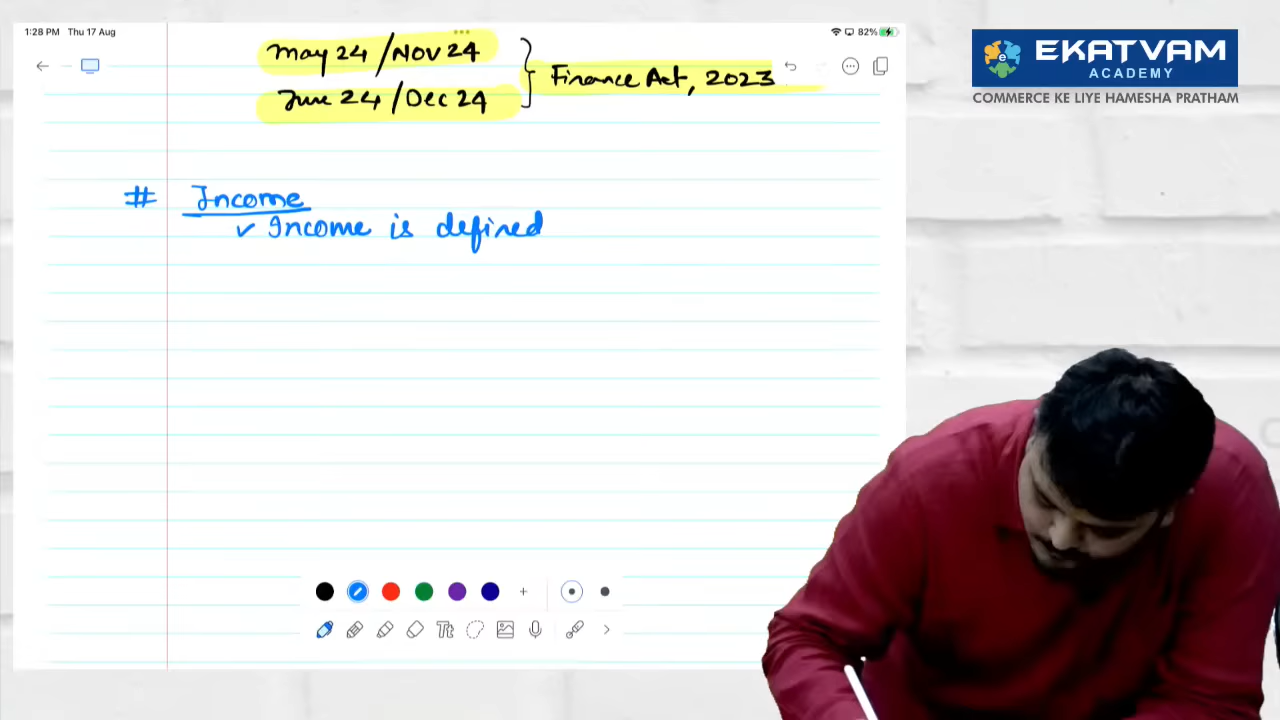 1:28 PM Thu 17 Aug
82%
May 24 / Nov 24
June 24 / Dec 24
Finance Act, 2023
# Income
✓ Income is defined
Tt
EKATVAM
ACADEMY
COMMERCE KE LIYE HAMESHA PRATHAM